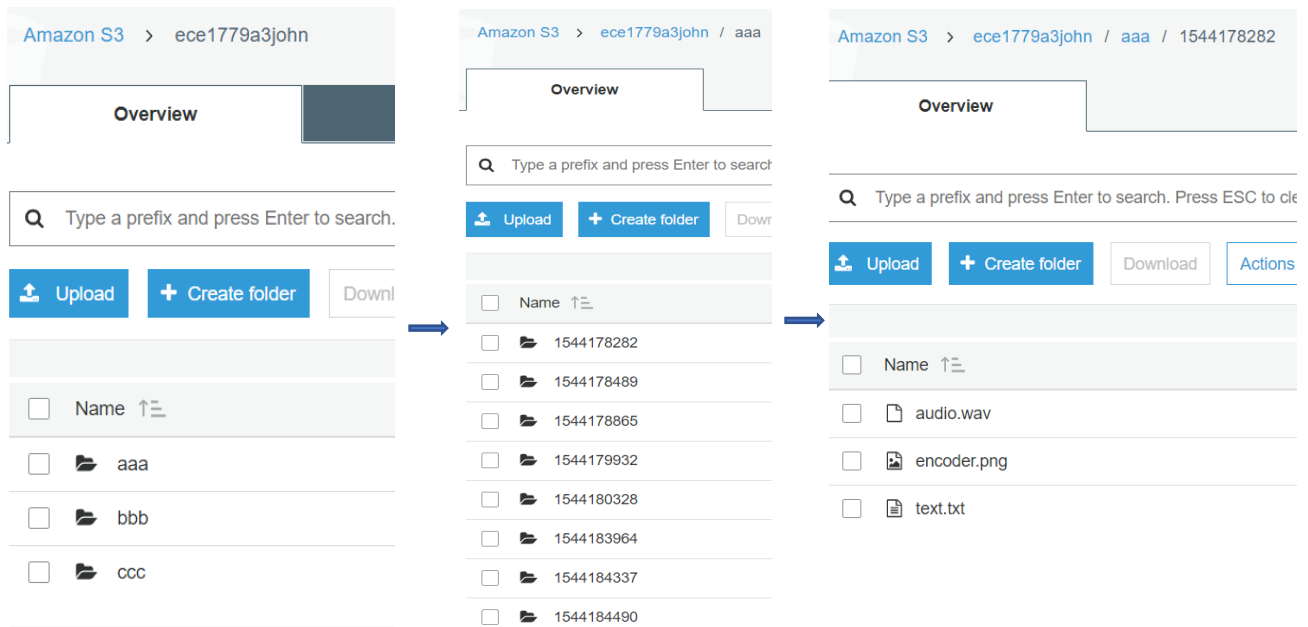 Amazon S3 > ece1779a3john
Overview
Type a prefix and press Enter to search.
Upload + Create folder Downl
Name
aaa
bbb
ccc
Amazon S3 > ece1779a3john / aaa
Overview
Type a prefix and press Enter to search
Upload + Create folder Down
Name
1544178282
1544178489
1544178865
1544179932
1544180328
1544183964
1544184337
1544184490
Amazon S3 > ece1779a3john / aaa / 1544178282
Overview
Type a prefix and press Enter to search. Press ESC to cle
Upload + Create folder Download Actions
Name
audio.wav
encoder.png
text.txt